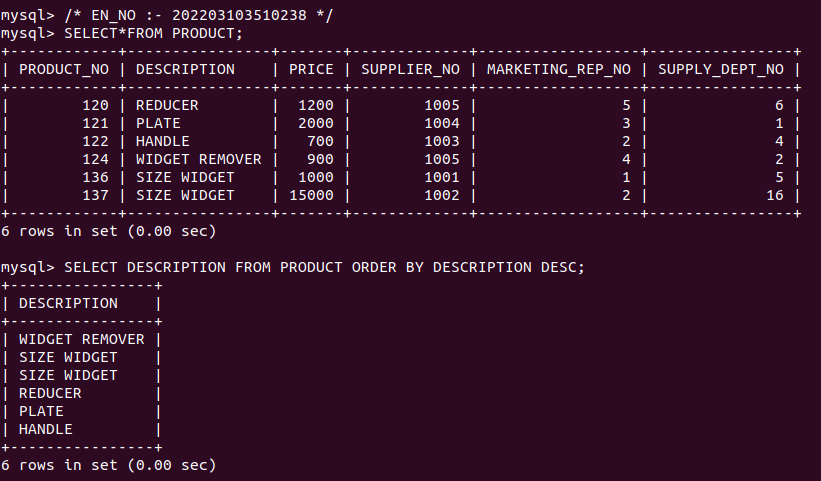 mysql> /* EN_NO :- 202203103510238 */
mysql> SELECT*FROM PRODUCT;
+------------+----------------+-------+-------------+------------------+----------------+
| PRODUCT_NO | DESCRIPTION    | PRICE | SUPPLIER_NO | MARKETING_REP_NO | SUPPLY_DEPT_NO |
+------------+----------------+-------+-------------+------------------+----------------+
|        120 | REDUCER        |  1200 |        1005 |                5 |              6 |
|        121 | PLATE          |  2000 |        1004 |                3 |              1 |
|        122 | HANDLE         |   700 |        1003 |                2 |              4 |
|        124 | WIDGET REMOVER |   900 |        1005 |                4 |              2 |
|        136 | SIZE WIDGET    |  1000 |        1001 |                1 |              5 |
|        137 | SIZE WIDGET    | 15000 |        1002 |                2 |             16 |
+------------+----------------+-------+-------------+------------------+----------------+
6 rows in set (0.00 sec)

mysql> SELECT DESCRIPTION FROM PRODUCT ORDER BY DESCRIPTION DESC;
+----------------+
| DESCRIPTION    |
+----------------+
| WIDGET REMOVER |
| SIZE WIDGET    |
| SIZE WIDGET    |
| REDUCER        |
| PLATE          |
| HANDLE         |
+----------------+
6 rows in set (0.00 sec)